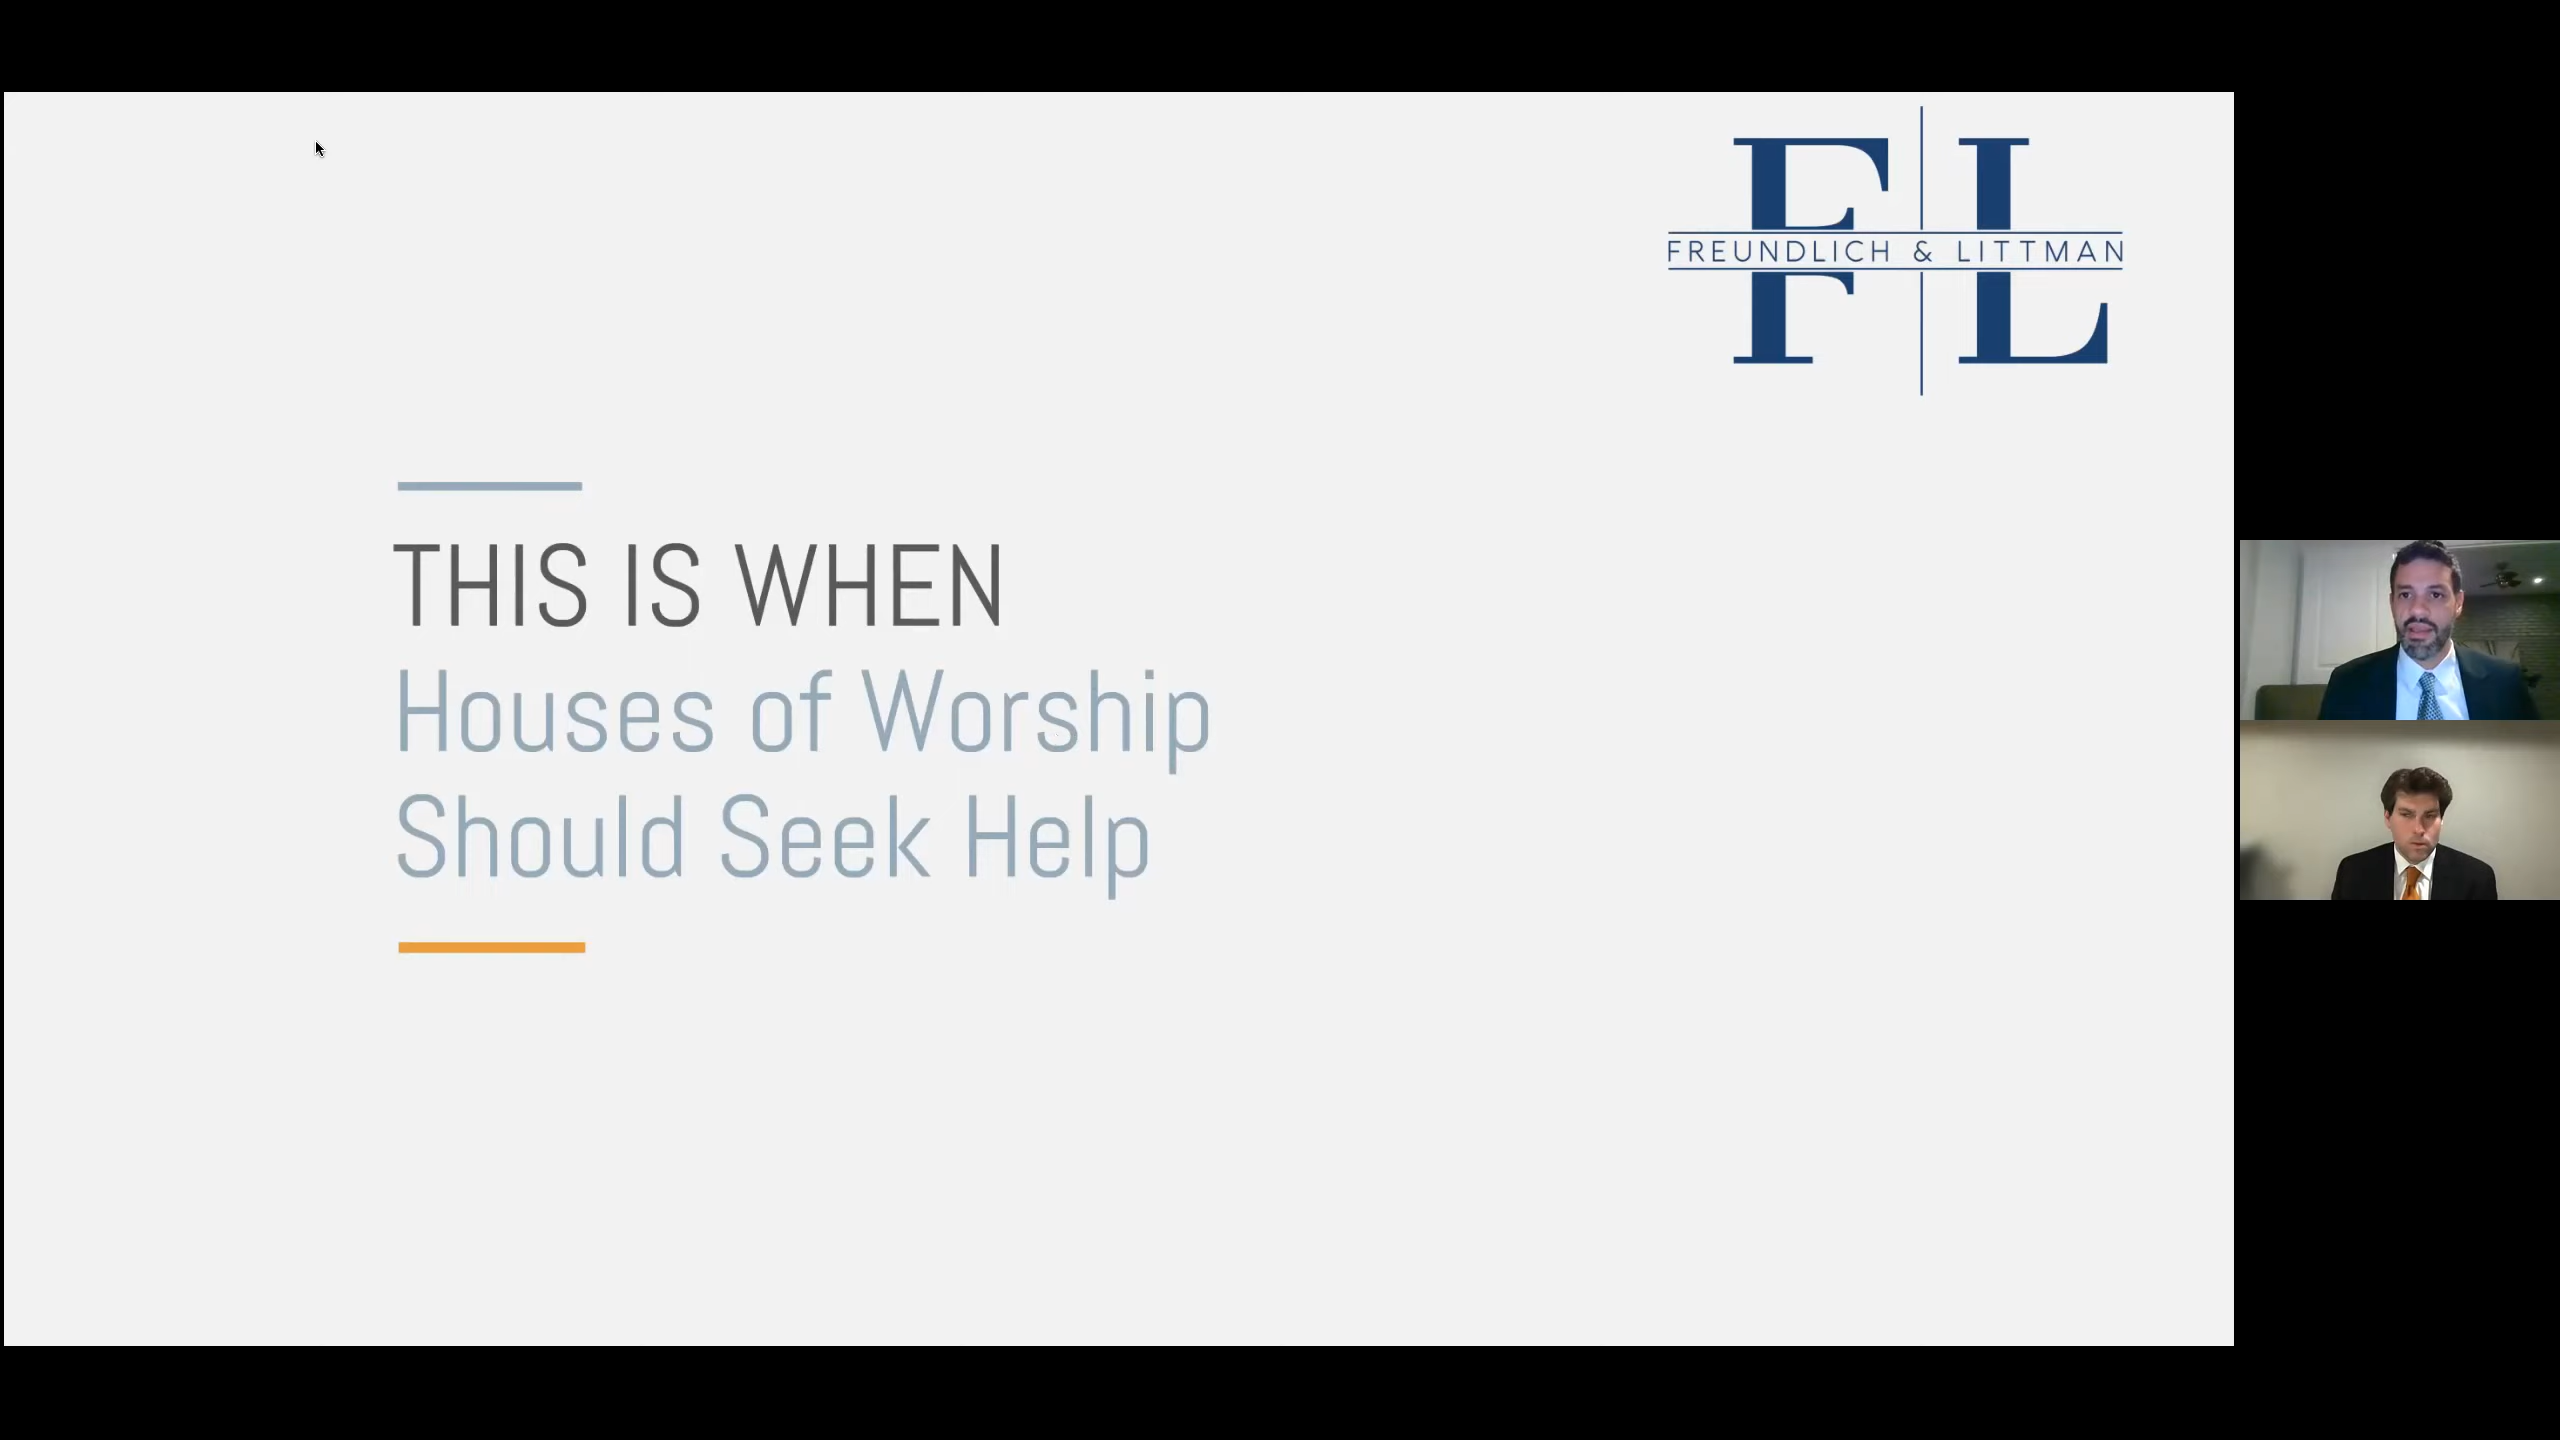 FREUNDLICH & LITTMAN
FL
THIS IS WHEN
Houses of Worship
Should Seek Help